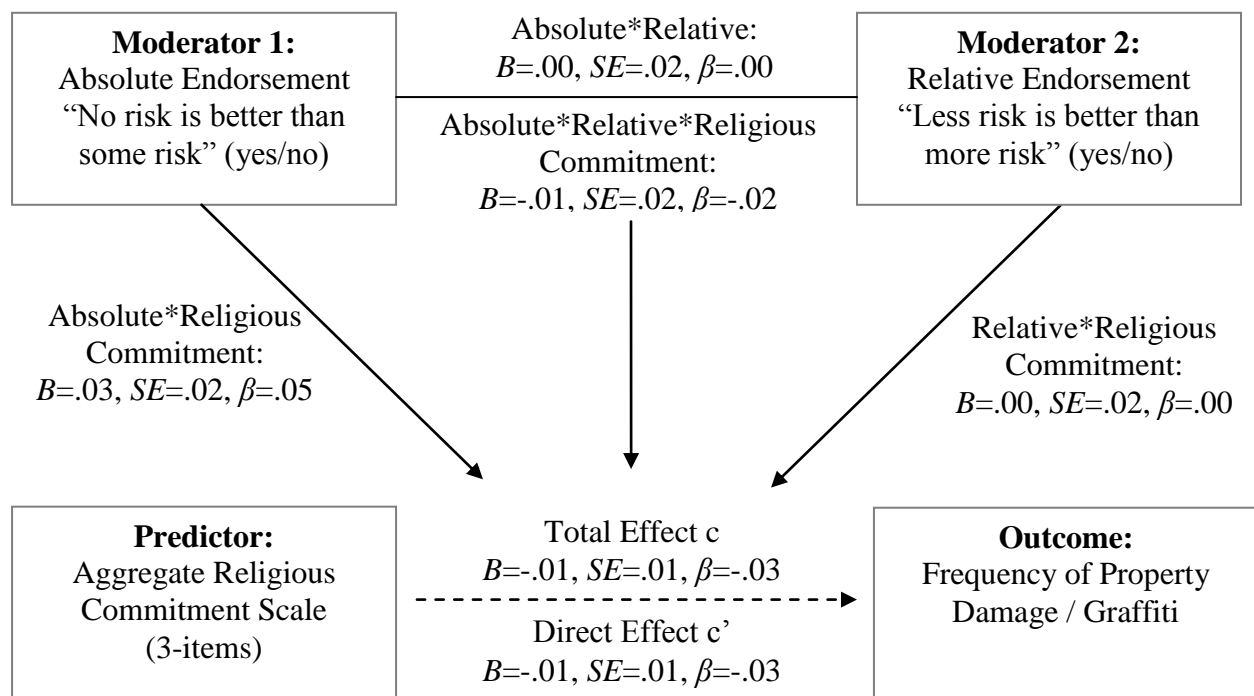 Moderator 1:
Absolute Endorsement
“No risk is better than
some risk” (yes/no)
Absolute*Relative:
B=.00, SE=.02, β=.00
Absolute*Relative*Religious
Commitment:
B=-.01, SE=.02, β=-.02
Moderator 2:
Relative Endorsement
“Less risk is better than
more risk” (yes/no)
Absolute*Religious
Commitment:
B=.03, SE=.02, β=.05
Relative*Religious
Commitment:
B=.00, SE=.02, β=.00
Predictor:
Aggregate Religious
Commitment Scale
(3-items)
Total Effect c
B=-.01, SE=.01, β=-.03
Direct Effect c’
B=-.01, SE=.01, β=-.03
Outcome:
Frequency of Property
Damage / Graffiti